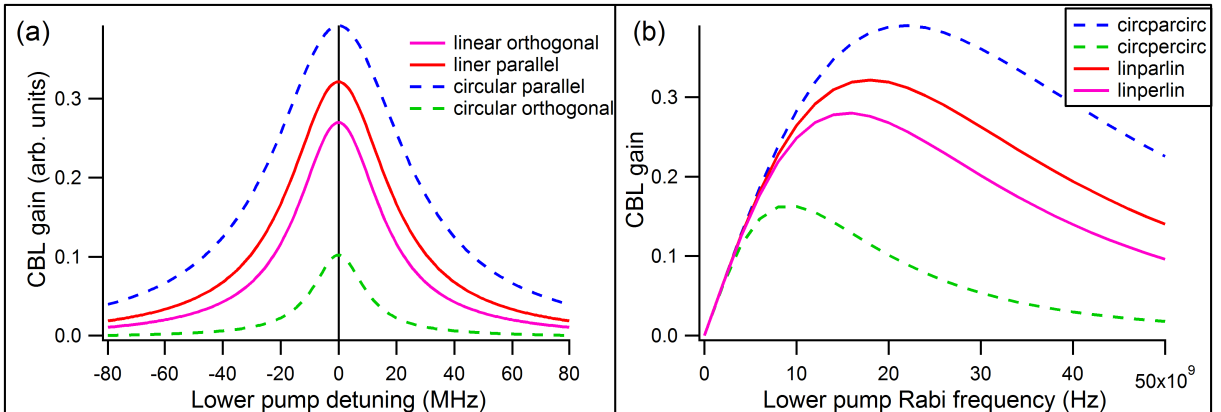 (a)
linear orthogonal
liner parallel
circular parallel
circular orthogonal
CBL gain (arb. units)
0.3
0.2
0.1
0.0
-80
-60
-40
-20
0
20
40
60
80
Lower pump detuning (MHz)
(b)
circparcirc
circpercirc
linparlin
linperlin
CBL gain
0.3
0.2
0.1
0.0
0
10
20
30
40
50x10⁹
Lower pump Rabi frequency (Hz)